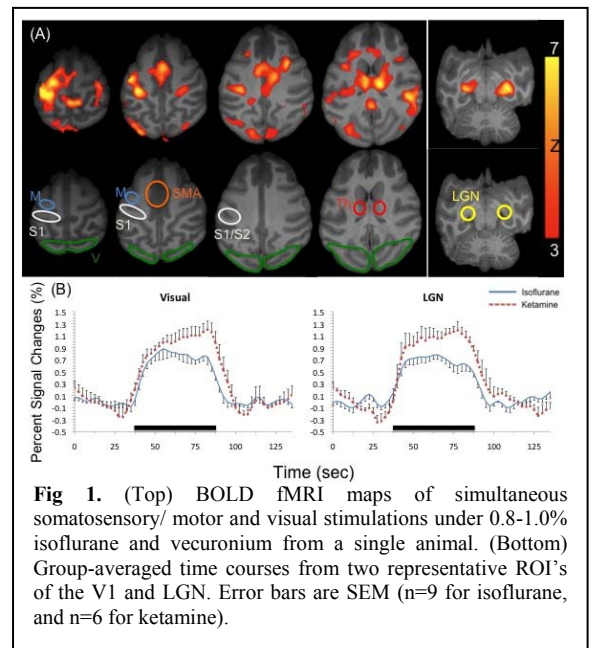 (A)
7
Z
3
M
S1
V
M
S1
SMA
S1/S2
Th
LGN
(B)
Visual
LGN
Isoflurane
Ketamine
Percent Signal Changes (%)
1.5
1.3
1.1
0.9
0.7
0.5
0.3
0.1
-0.1
-0.3
-0.5
0 25 50 75 100 125
1.5
1.3
1.1
0.9
0.7
0.5
0.3
0.1
-0.1
-0.3
-0.5
0 25 50 75 100 125
Time (sec)
Fig 1. (Top) BOLD fMRI maps of simultaneous
somatosensory/ motor and visual stimulations under 0.8-1.0%
isoflurane and vecuronium from a single animal. (Bottom)
Group-averaged time courses from two representative ROI's
of the V1 and LGN. Error bars are SEM (n=9 for isoflurane,
and n=6 for ketamine).